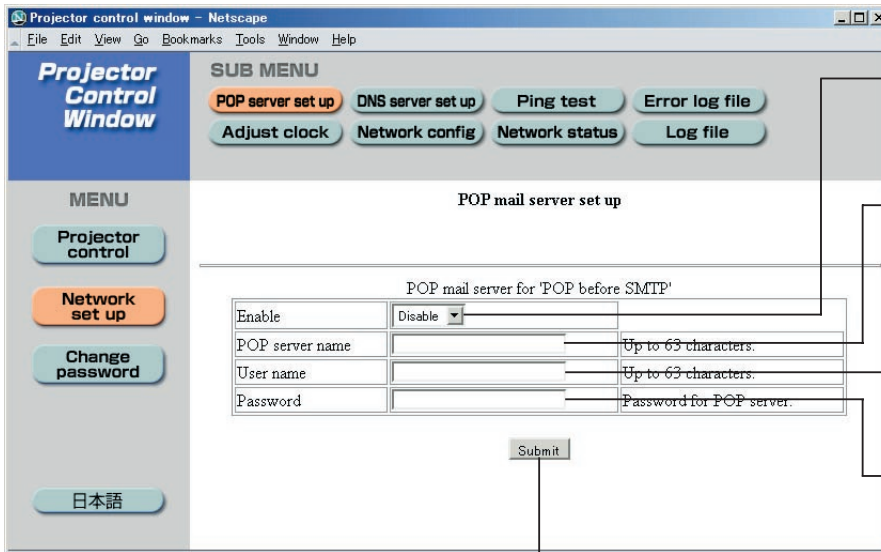 Projector control window - Netscape
File Edit View Go Bookmarks Tools Window Help
Projector
Control
Window
SUB MENU
POP server set up DNS server set up Ping test Error log file
Adjust clock Network config Network status Log file
MENU
Projector
control
Network
set up
Change
password
日本語
POP mail server set up
POP mail server for 'POP before SMTP'
Enable Disable
POP server name Up to 63 characters.
User name Up to 63 characters.
Password Password for POP server.
Submit